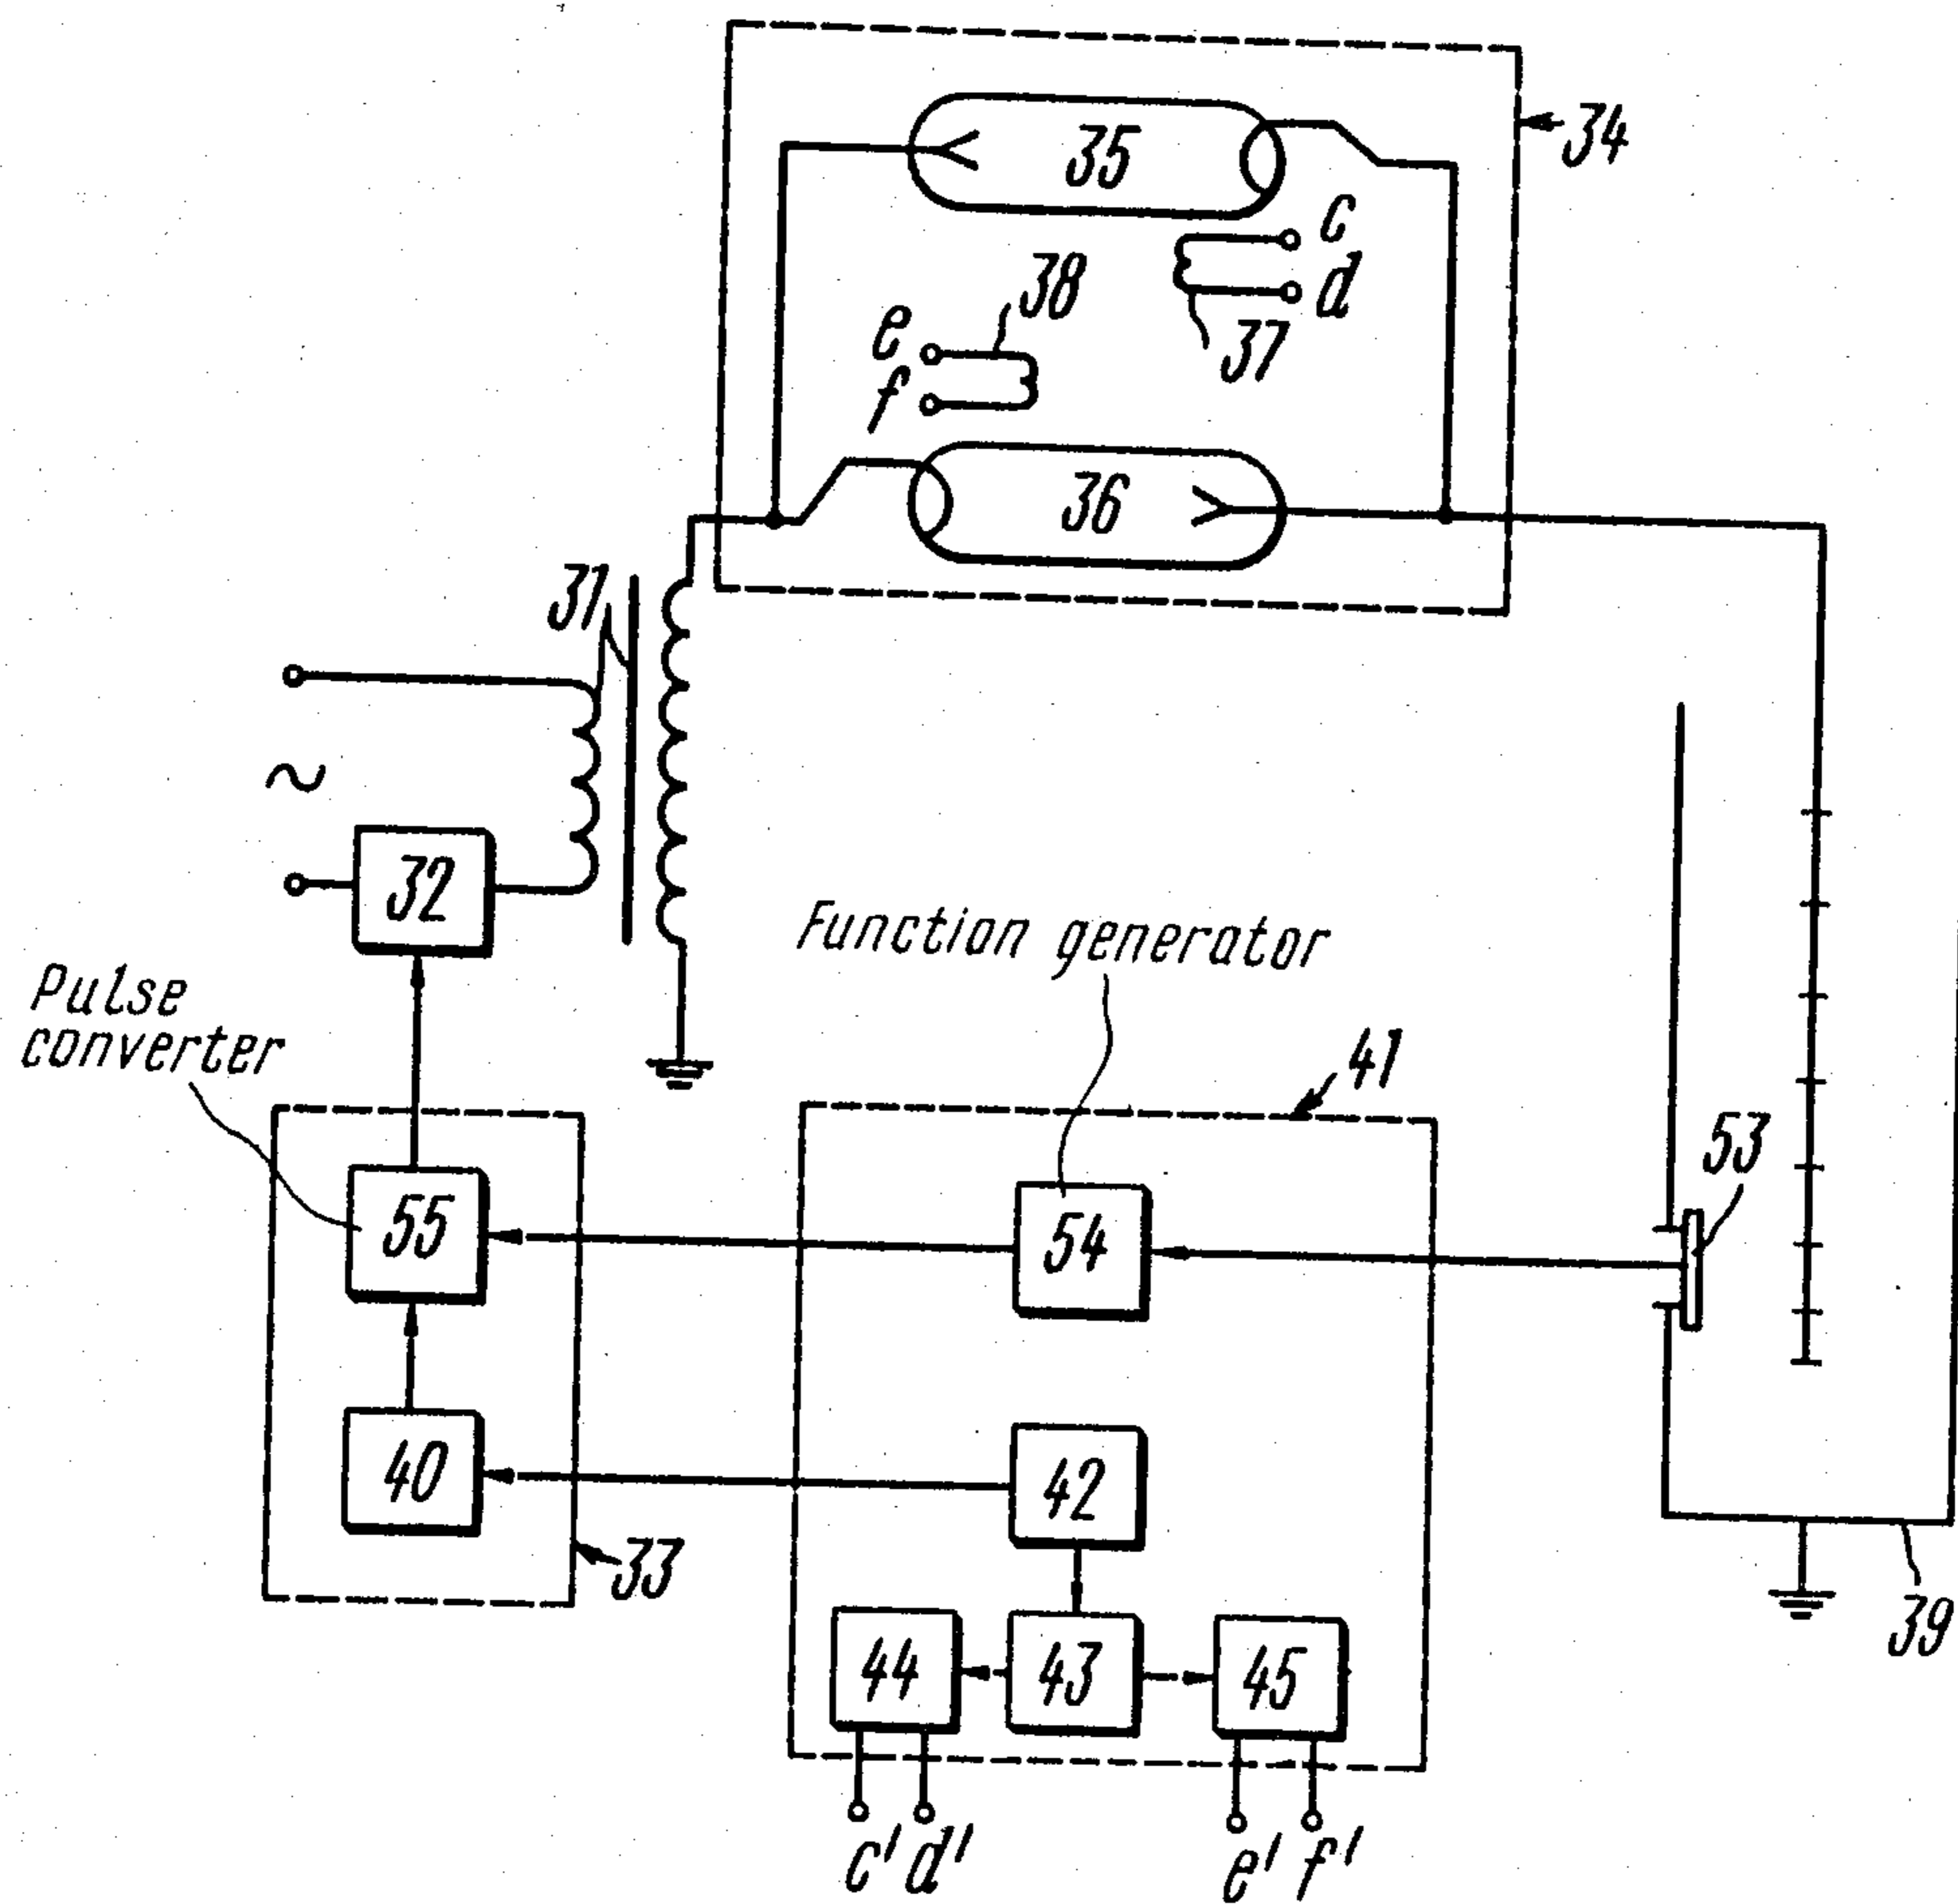 34
35
c
d
38
37
e
f
36
31
~
32
Function generator
Pulse
converter
41
53
55
54
40
42
33
39
44
43
45
c' d'
e' f'